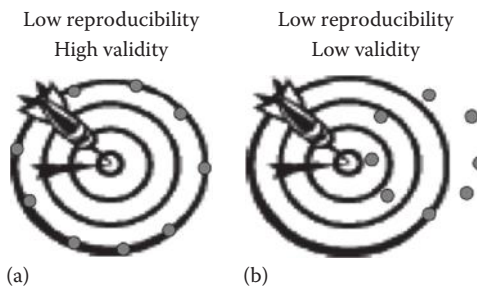 Low reproducibility
High validity
Low reproducibility
Low validity
(a)
(b)